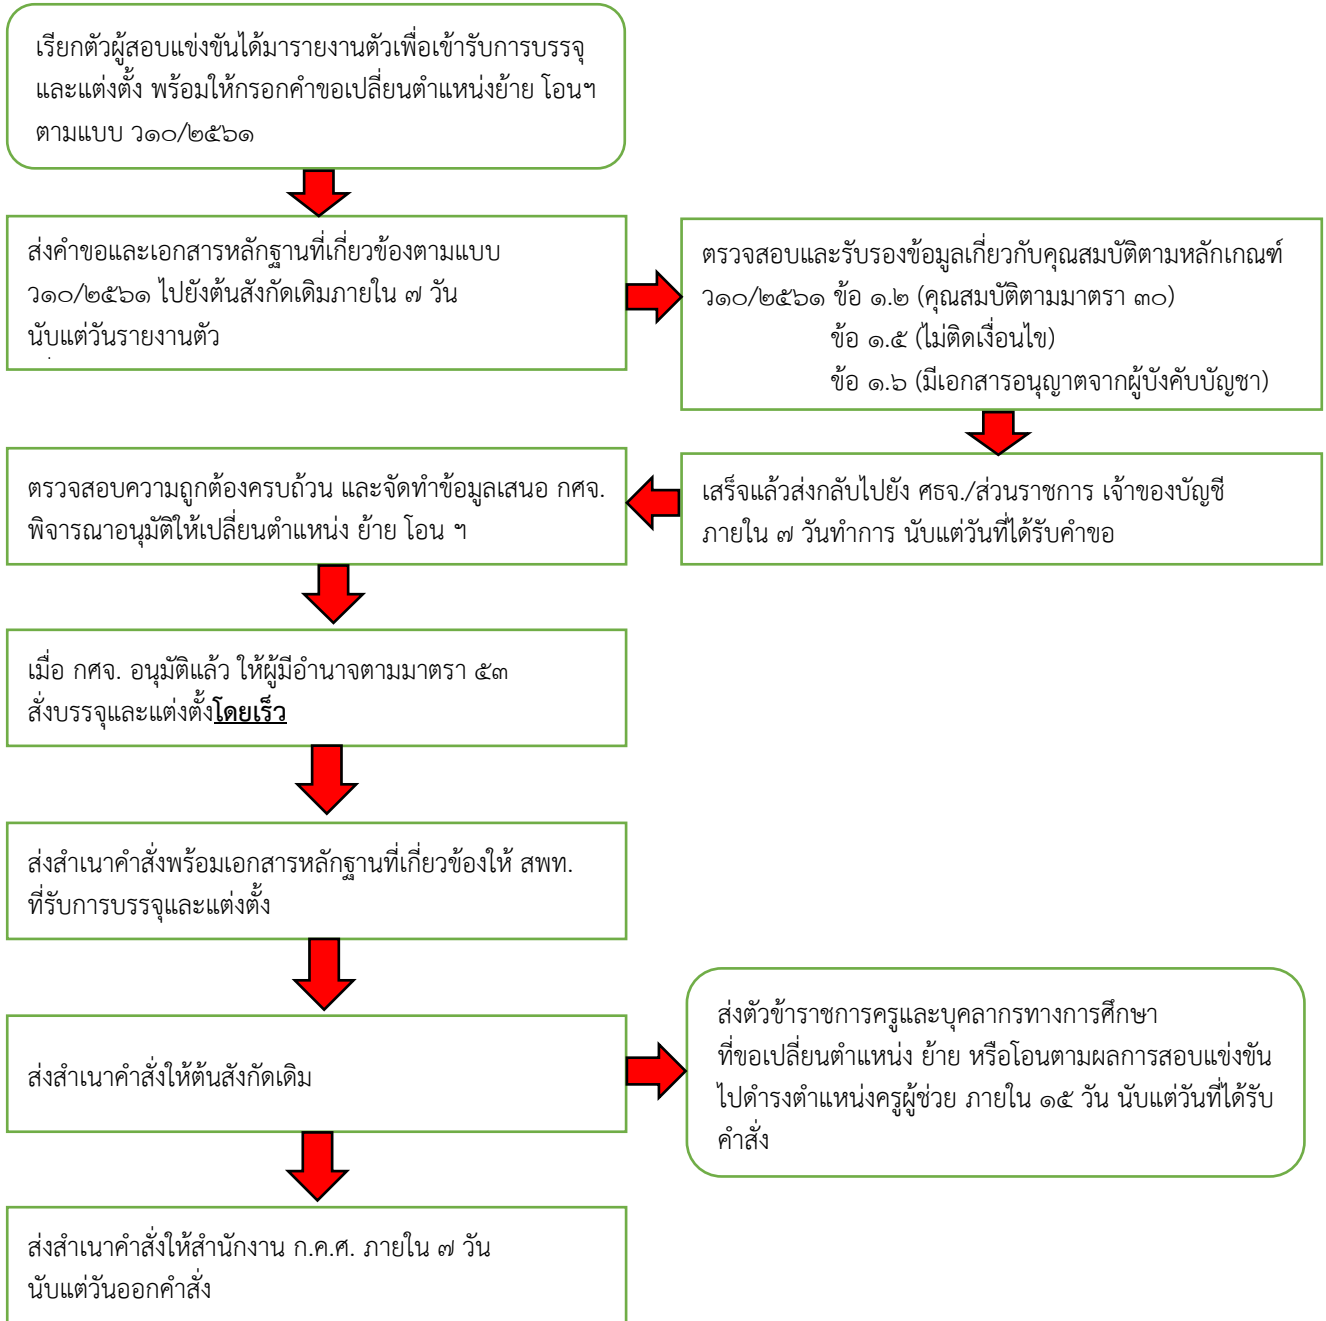 เรียกตัวผู้สอบแข่งขันได้มารายงานตัวเพื่อเข้ารับการบรรจุ
และแต่งตั้ง พร้อมให้กรอกคำขอเปลี่ยนตำแหน่งย้าย โอนฯ
ตามแบบ ว๑๐/๒๕๖๑
ส่งคำขอและเอกสารหลักฐานที่เกี่ยวข้องตามแบบ
ว๑๐/๒๕๖๑ ไปยังต้นสังกัดเดิมภายใน ๗ วัน
นับแต่วันรายงานตัว
ตรวจสอบและรับรองข้อมูลเกี่ยวกับคุณสมบัติตามหลักเกณฑ์
ว๑๐/๒๕๖๑ ข้อ ๑.๒ (คุณสมบัติตามมาตรา ๓๐)
ข้อ ๑.๕ (ไม่ติดเงื่อนไข)
ข้อ ๑.๖ (มีเอกสารอนุญาตจากผู้บังคับบัญชา)
เสร็จแล้วส่งกลับไปยัง ศธจ./ส่วนราชการ เจ้าของบัญชี
ภายใน ๗ วันทำการ นับแต่วันที่ได้รับคำขอ
ตรวจสอบความถูกต้องครบถ้วน และจัดทำข้อมูลเสนอ กศจ.
พิจารณาอนุมัติให้เปลี่ยนตำแหน่ง ย้าย โอน ฯ
เมื่อ กศจ. อนุมัติแล้ว ให้ผู้มีอำนาจตามมาตรา ๕๓
สั่งบรรจุและแต่งตั้งโดยเร็ว
ส่งสำเนาคำสั่งพร้อมเอกสารหลักฐานที่เกี่ยวข้องให้ สพท.
ที่รับการบรรจุและแต่งตั้ง
ส่งสำเนาคำสั่งให้ต้นสังกัดเดิม
ส่งตัวข้าราชการครูและบุคลากรทางการศึกษา
ที่ขอเปลี่ยนตำแหน่ง ย้าย หรือโอนตามผลการสอบแข่งขัน
ไปดำรงตำแหน่งครูผู้ช่วย ภายใน ๑๕ วัน นับแต่วันที่ได้รับ
คำสั่ง
ส่งสำเนาคำสั่งให้สำนักงาน ก.ค.ศ. ภายใน ๗ วัน
นับแต่วันออกคำสั่ง